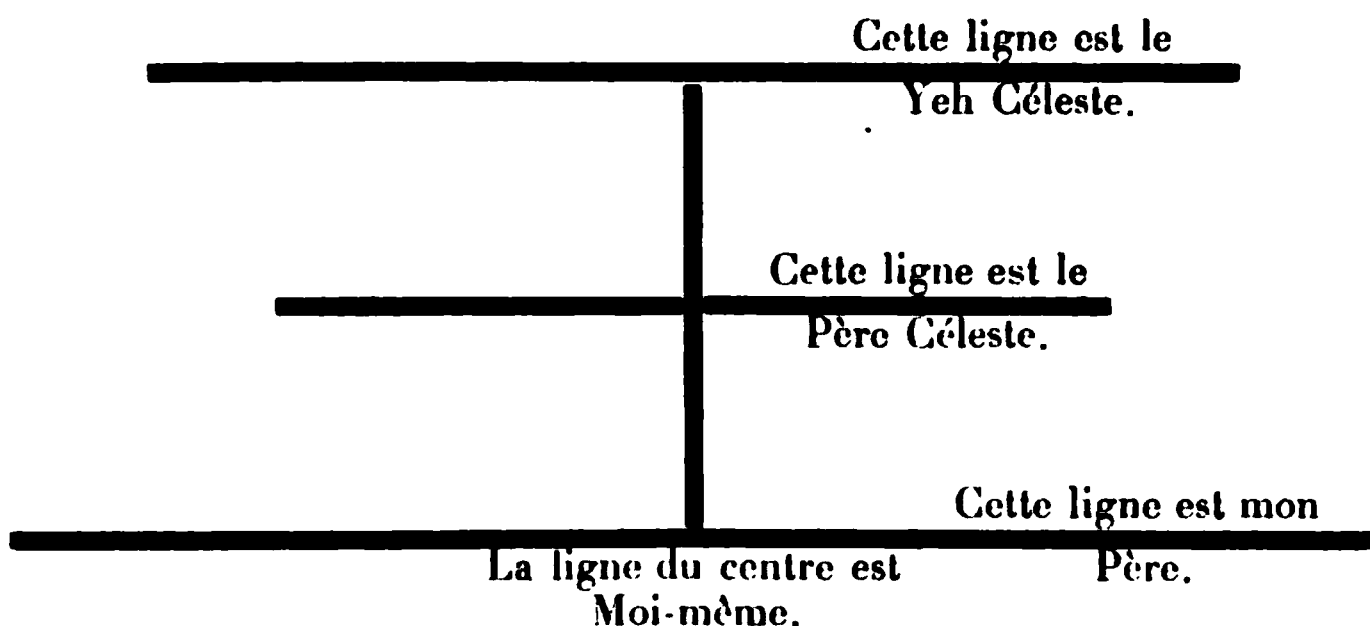 Cette ligne est le
Yeh Céleste.
Cette ligne est le
Père Céleste.
Cette ligne est mon
Père.
La ligne du centre est
Moi-même.